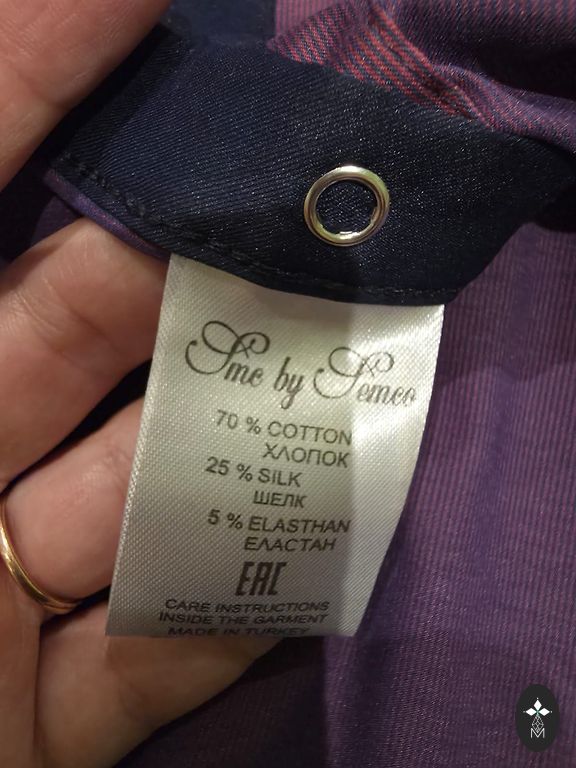 Smc by Semco
70 % COTTON
ХЛОПОК
25 % SILK
ШЕЛК
5 % ELASTHAN
ЕЛАСТАН
EAC
CARE INSTRUCTIONS
INSIDE THE GARMENT
MADE IN TURKEY
M